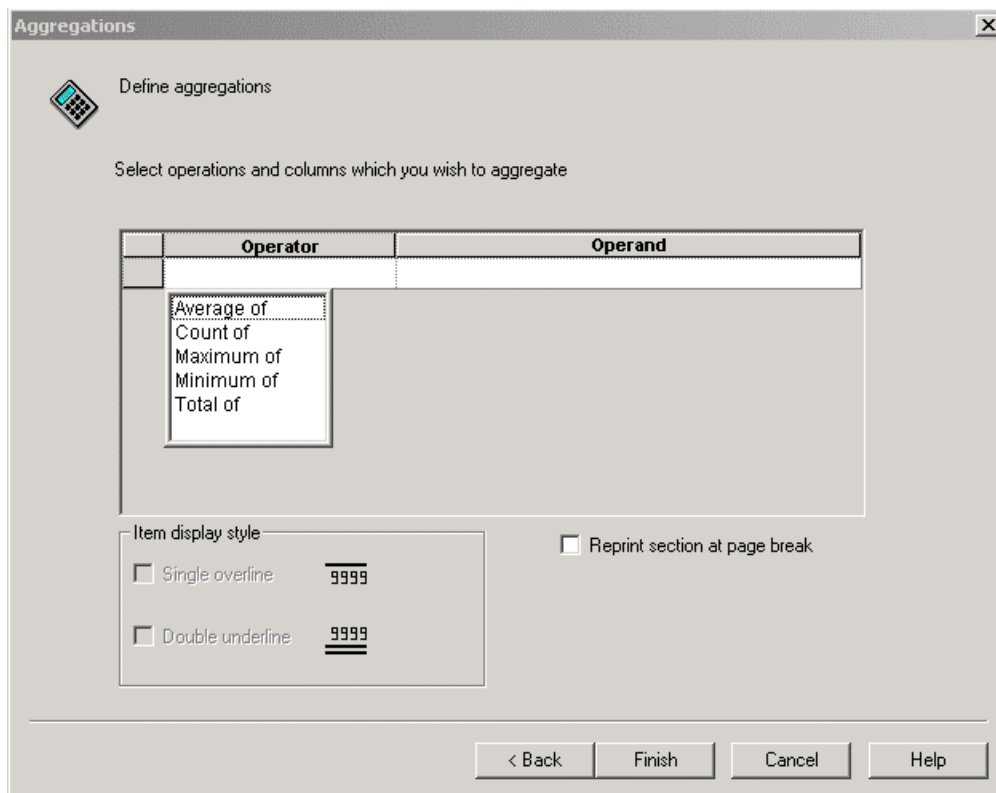 Aggregations
Define aggregations
Select operations and columns which you wish to aggregate
Operator Operand
Average of
Count of
Maximum of
Minimum of
Total of
Item display style
Single overline 9999
Double underline 9999
Reprint section at page break
< Back Finish Cancel Help